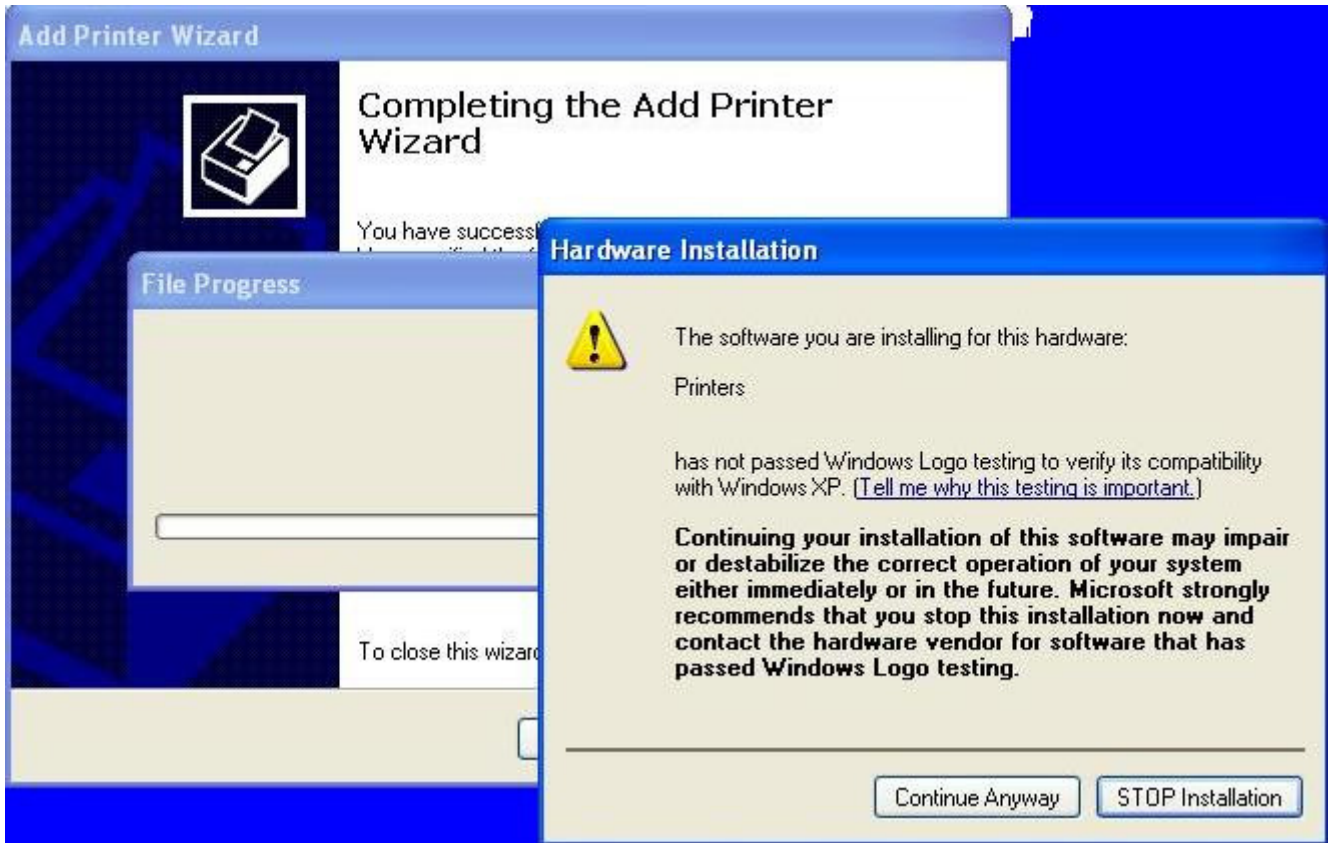 Add Printer Wizard
Completing the Add Printer
Wizard
You have success
File Progress
To close this wizard
Hardware Installation
The software you are installing for this hardware:
Printers
has not passed Windows Logo testing to verify its compatibility
with Windows XP. (Tell me why this testing is important.)
Continuing your installation of this software may impair
or destabilize the correct operation of your system
either immediately or in the future. Microsoft strongly
recommends that you stop this installation now and
contact the hardware vendor for software that has
passed Windows Logo testing.
Continue Anyway
STOP Installation